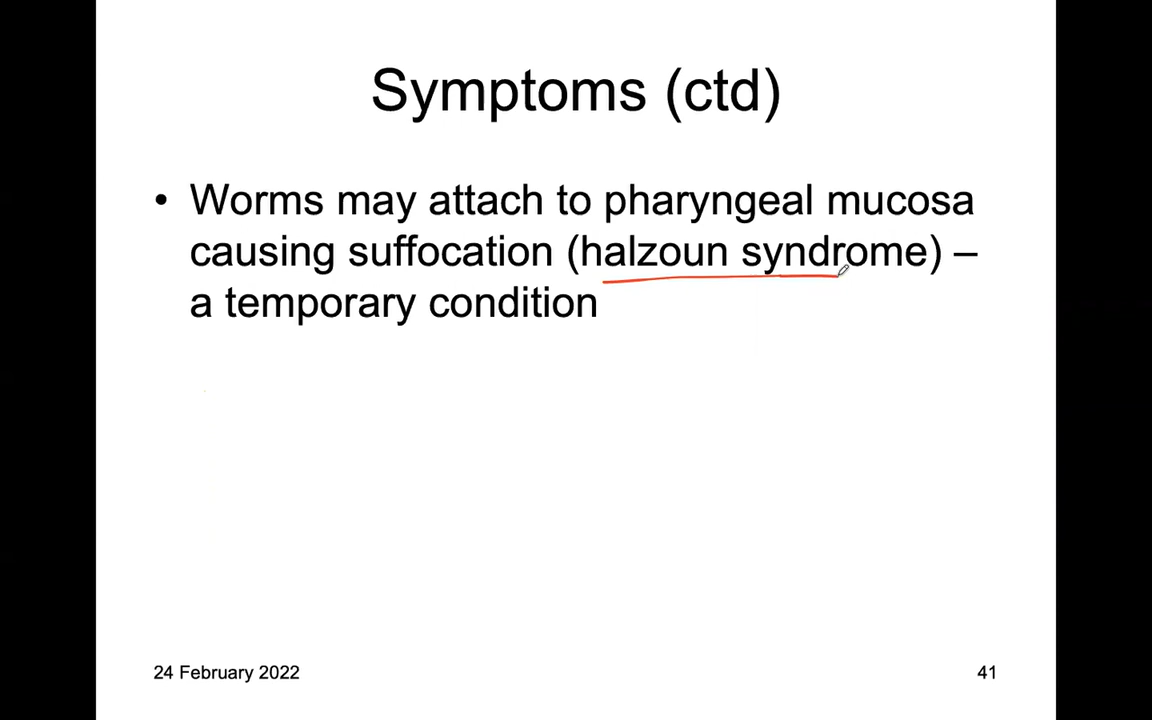 Symptoms (ctd)
• Worms may attach to pharyngeal mucosa
causing suffocation (halzoun syndrome) –
a temporary condition
24 February 2022
41